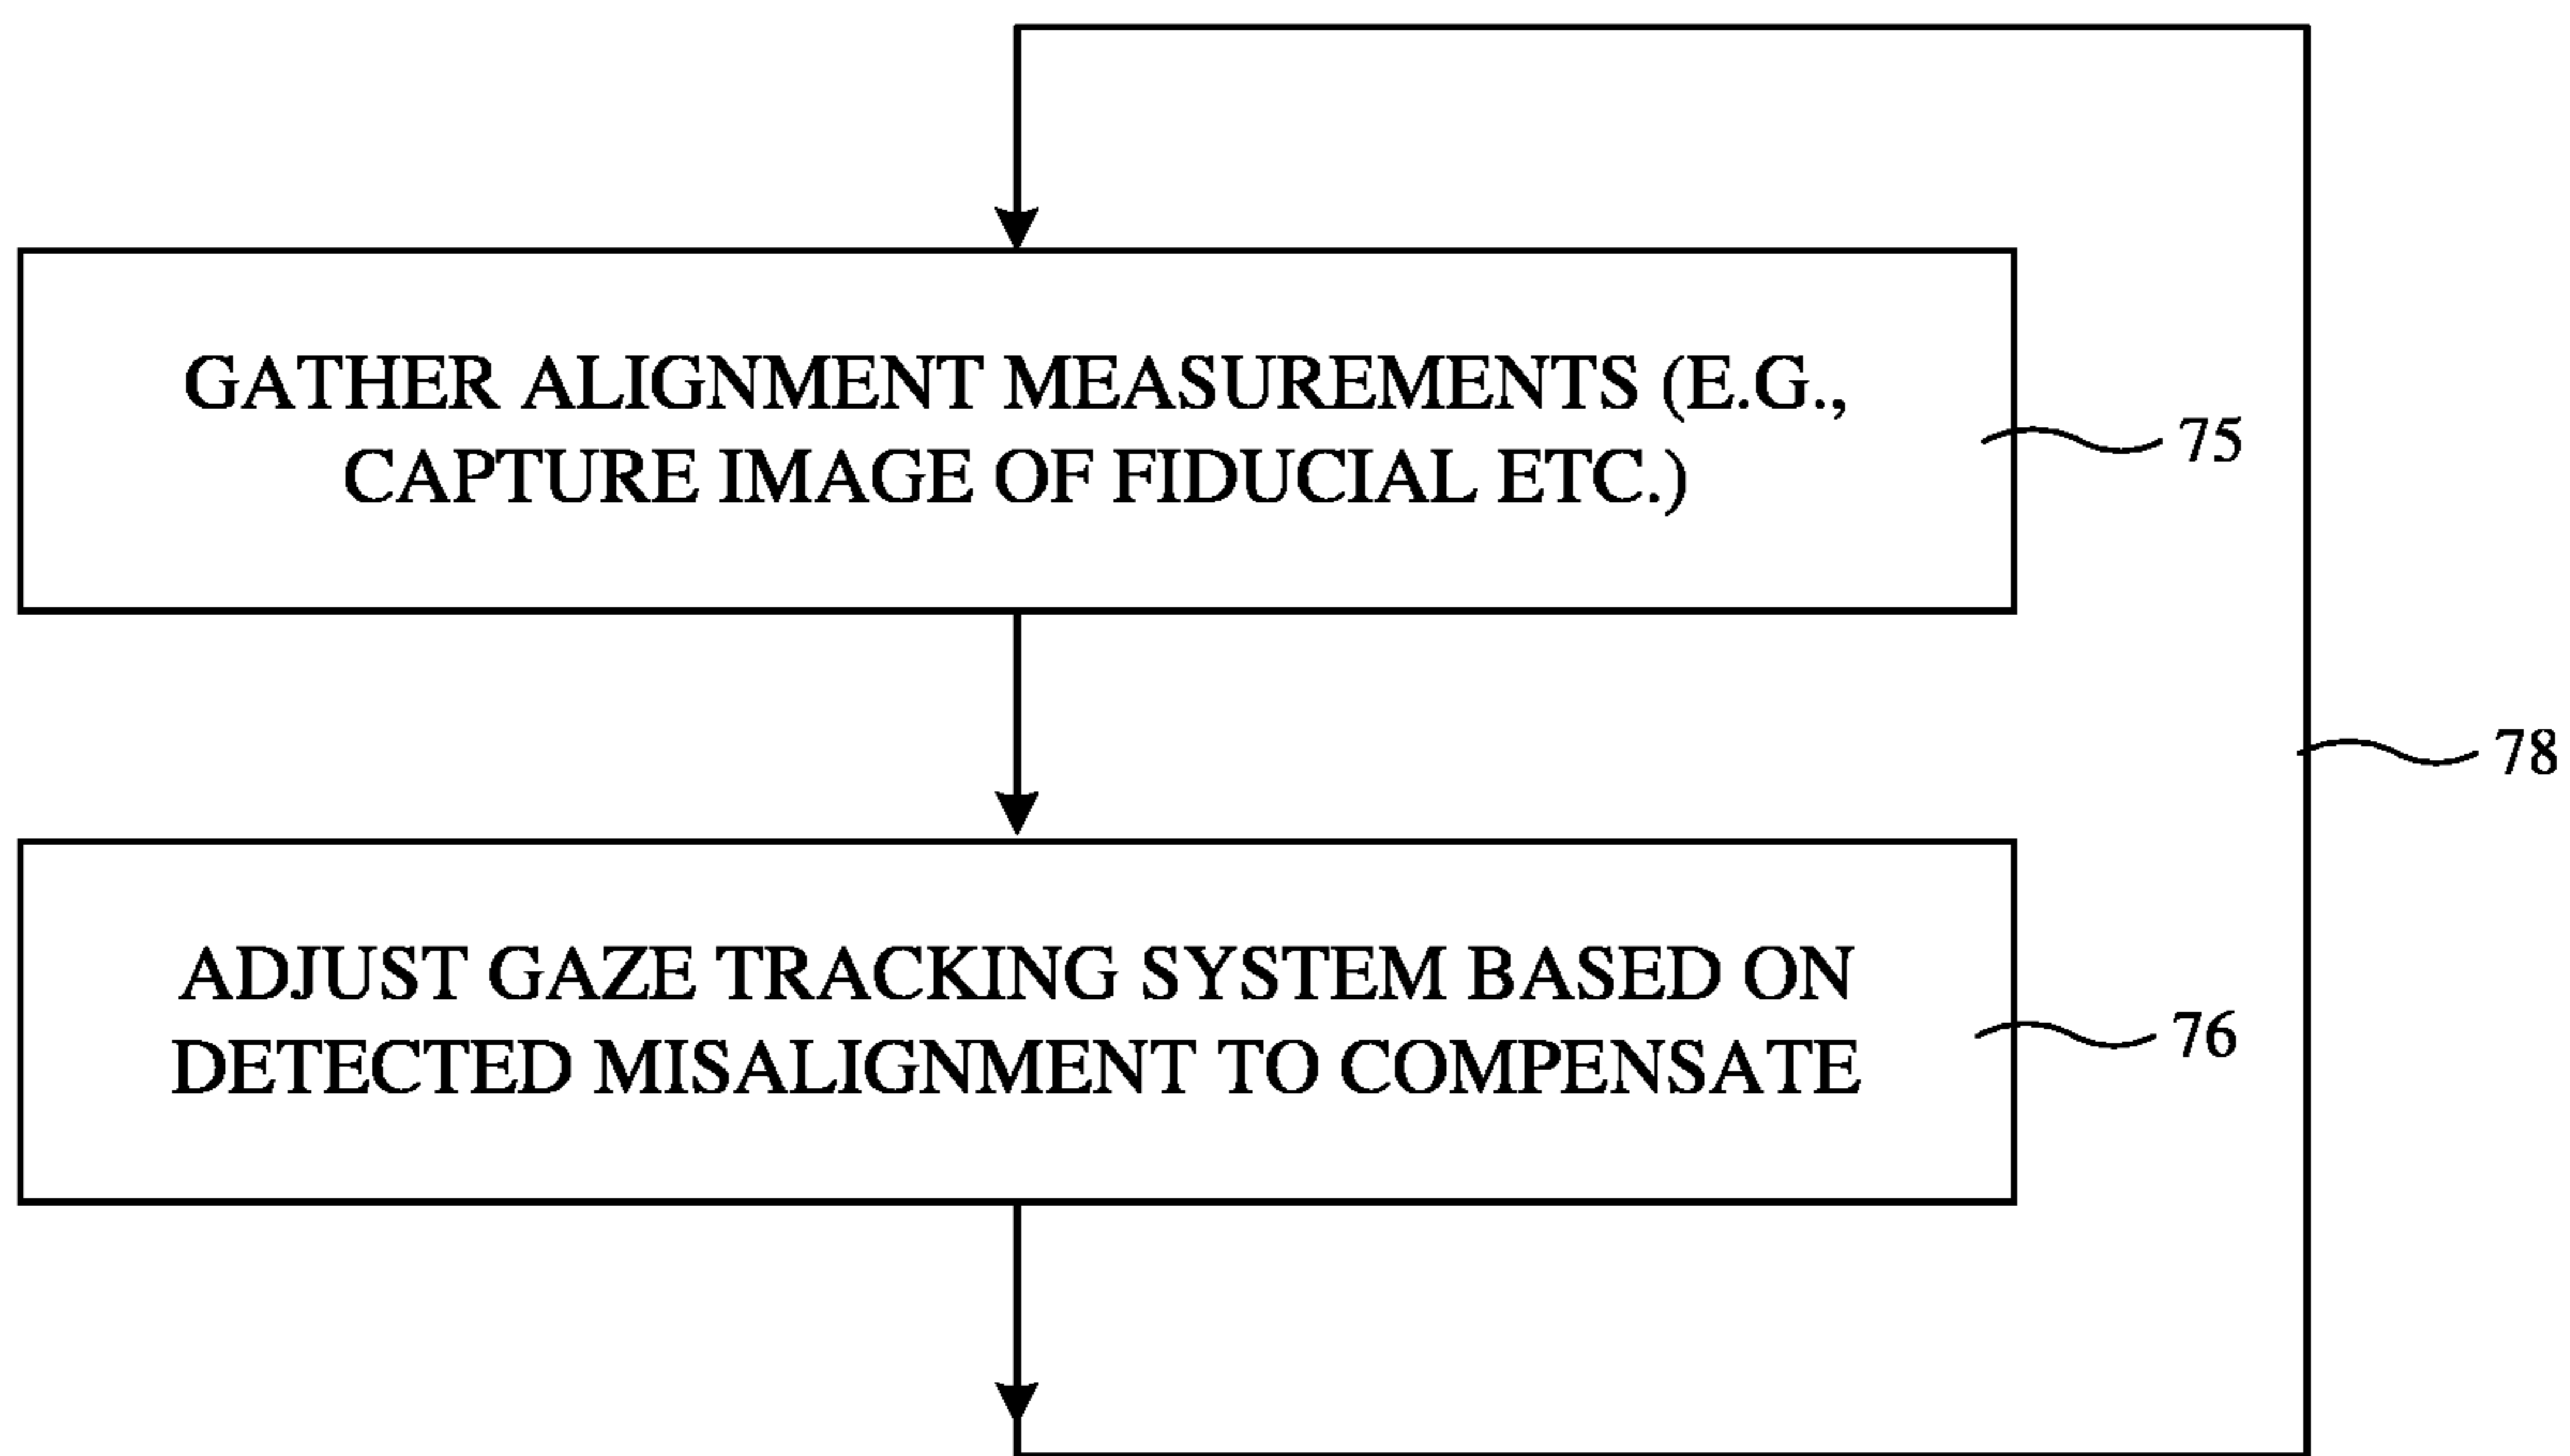 GATHER ALIGNMENT MEASUREMENTS (E.G.,
CAPTURE IMAGE OF FIDUCIAL ETC.)
75
78
ADJUST GAZE TRACKING SYSTEM BASED ON
DETECTED MISALIGNMENT TO COMPENSATE
76